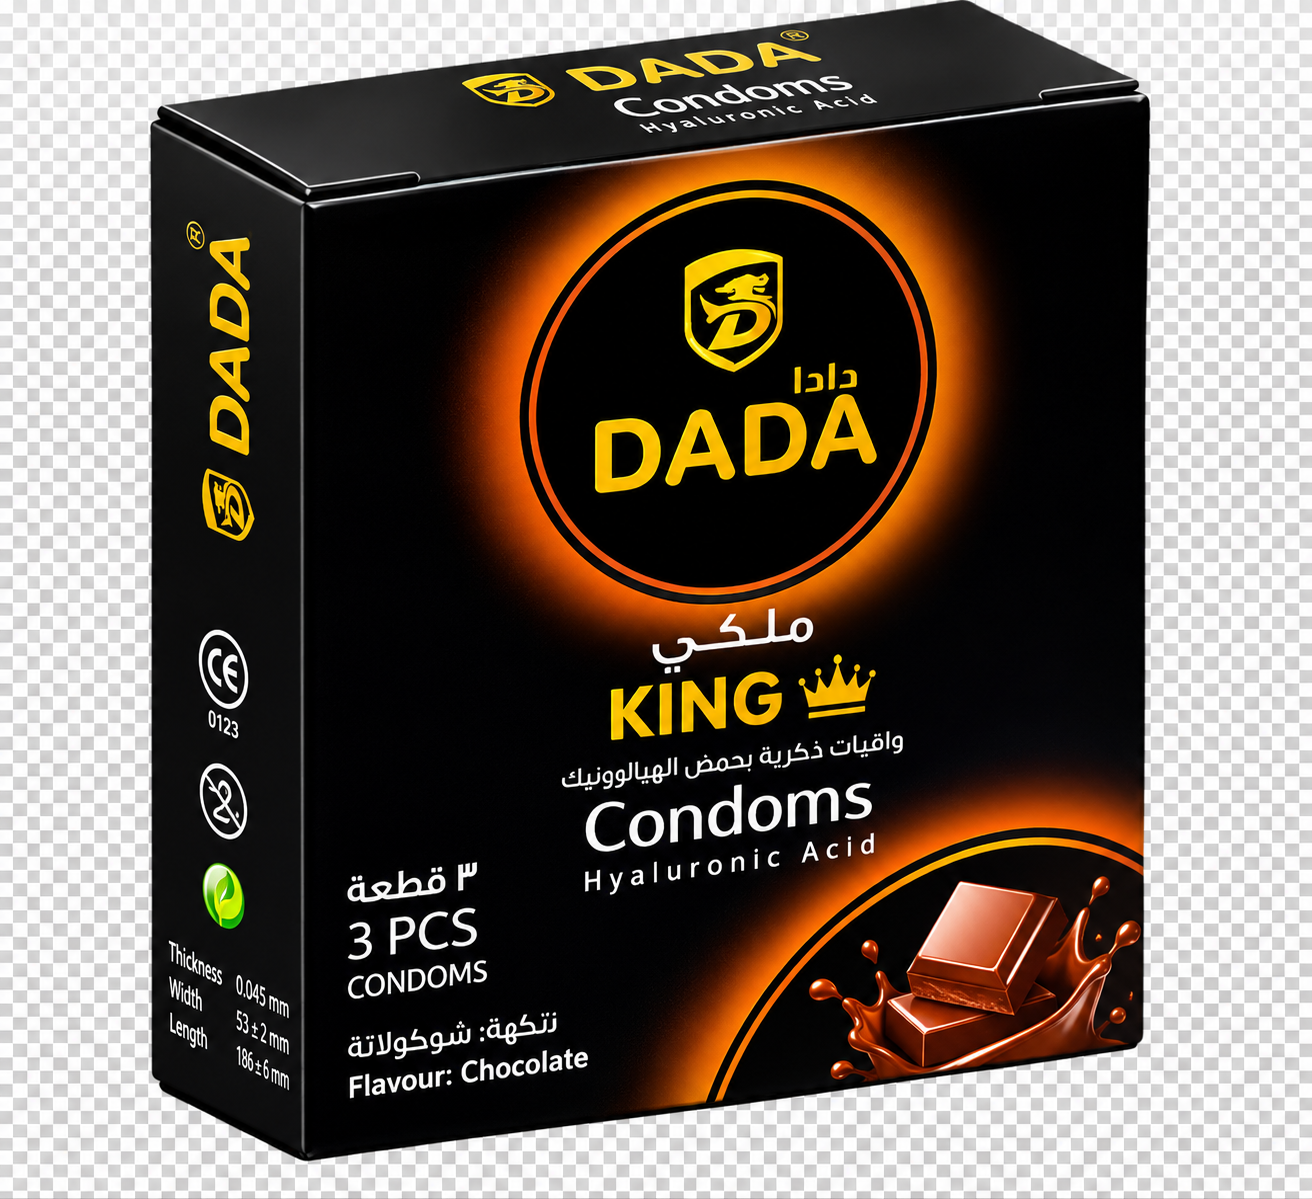 DADA®
Condoms
Hyaluronic Acid
DADA®
CE
0123
2
Thickness 0.045 mm
Width 53±2 mm
Length 186±6 mm
دادا
DADA
ملكي
KING
واقيات ذكرية بحمض الهيالوونيك
Condoms
Hyaluronic Acid
٣ قطعة
3 PCS
CONDOMS
نتكهة: شوكولاتة
Flavour: Chocolate